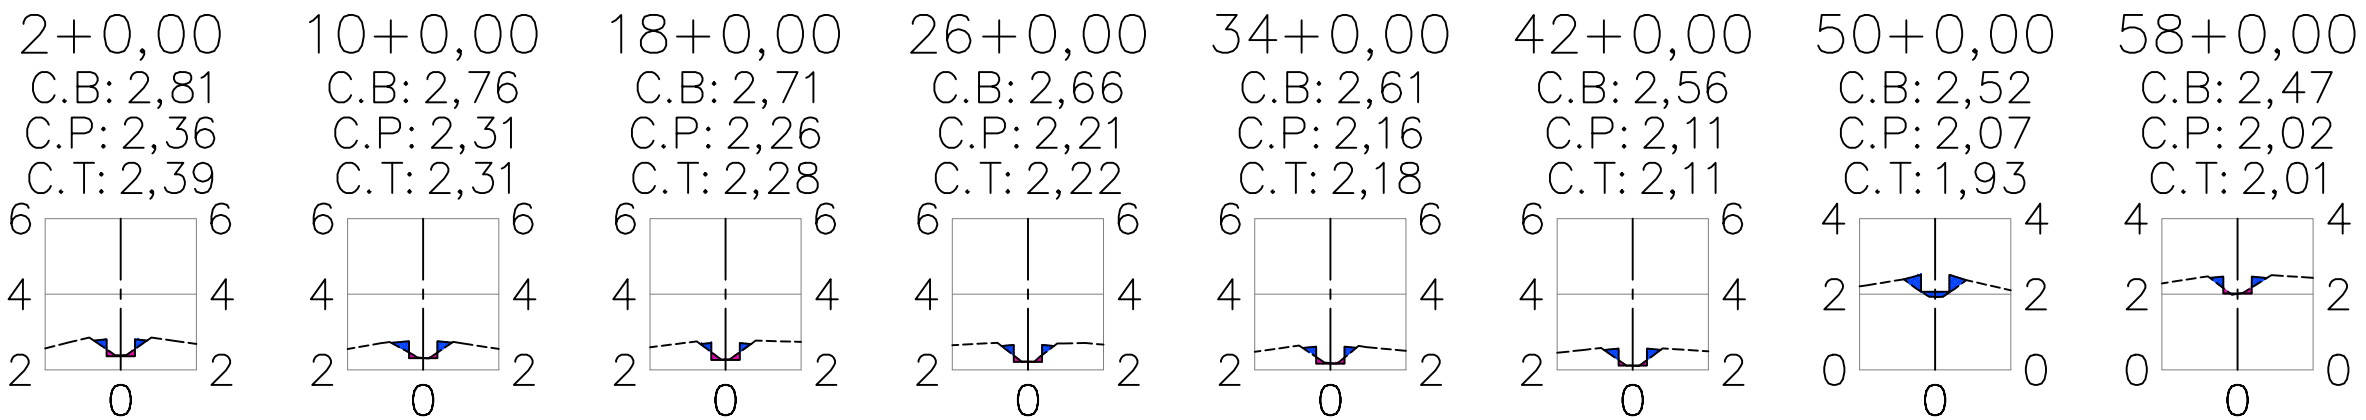 2+0,00 10+0,00 18+0,00 26+0,00 34+0,00 42+0,00 50+0,00 58+0,00
C.B: 2,81 C.B: 2,76 C.B: 2,71 C.B: 2,66 C.B: 2,61 C.B: 2,56 C.B: 2,52 C.B: 2,47
C.P: 2,36 C.P: 2,31 C.P: 2,26 C.P: 2,21 C.P: 2,16 C.P: 2,11 C.P: 2,07 C.P: 2,02
C.T: 2,39 C.T: 2,31 C.T: 2,28 C.T: 2,22 C.T: 2,18 C.T: 2,11 C.T: 1,93 C.T: 2,01
6 6 6 6 6 6 6 6 6 6 6 6 4 4 4 4
4 4 4 4 4 4 4 4 4 4 4 4 2 2 2 2
2 2 2 2 2 2 2 2 2 2 2 2 0 0 0 0
0 0 0 0 0 0 0 0